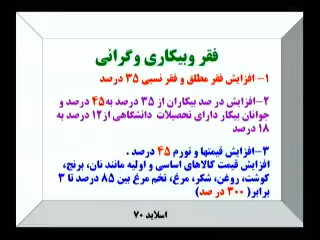 فقر وبیکاری وگرانی
۱- افزایش فقر مطلق و فقر نسبی ۳۵ درصد
۲-افزایش در صد بیکاران از ۳۵ درصد به۴۵ درصد و
جوانان بیکار دارای تحصیلات  دانشگاهی از۱۲ درصد به
۱۸ درصد
۳-افزایش قیمتها و تورم ۴۵ درصد .
افزایش قیمت کالاهای اساسی و اولیه مانند نان، برنج،
گوشت، روغن، شکر، مرغ، تخم مرغ بین ۸۵ درصد تا ۳
برابر( ۳۰۰ در صد)
اسلاید ۷۰